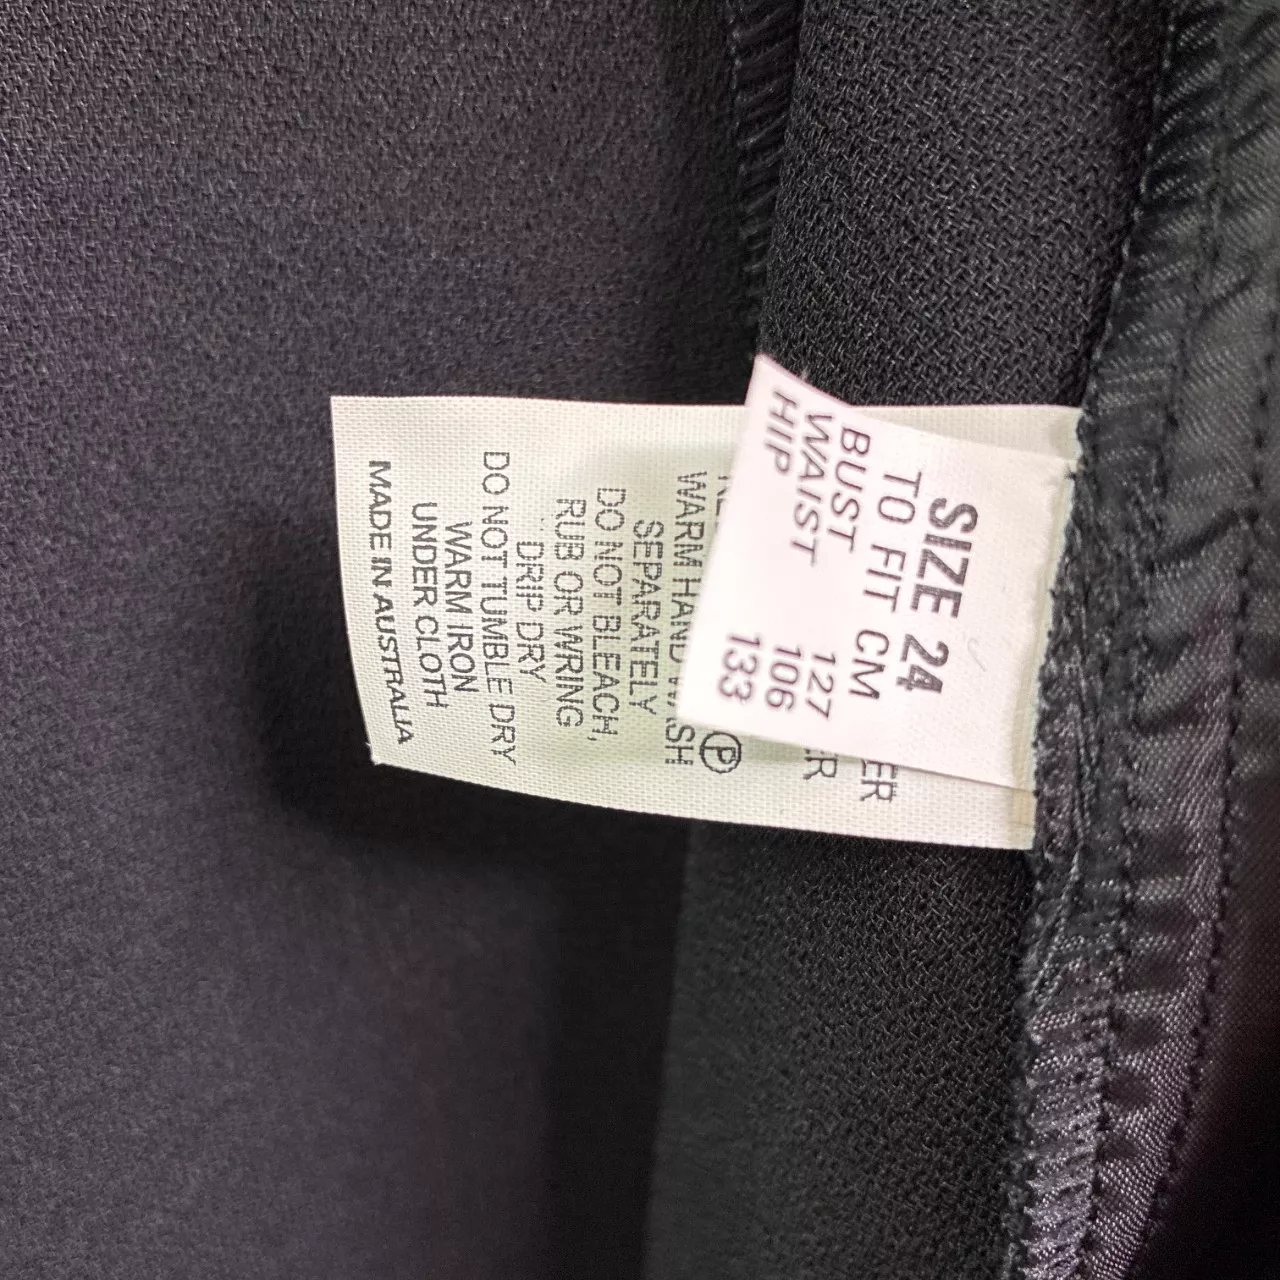 SIZE 24
TO FIT CM
BUST 127
WAIST 106
HIP 133
P
WARM HAND WASH
SEPARATELY
DO NOT BLEACH,
RUB OR WRING
DRIP DRY
DO NOT TUMBLE DRY
WARM IRON
UNDER CLOTH
MADE IN AUSTRALIA